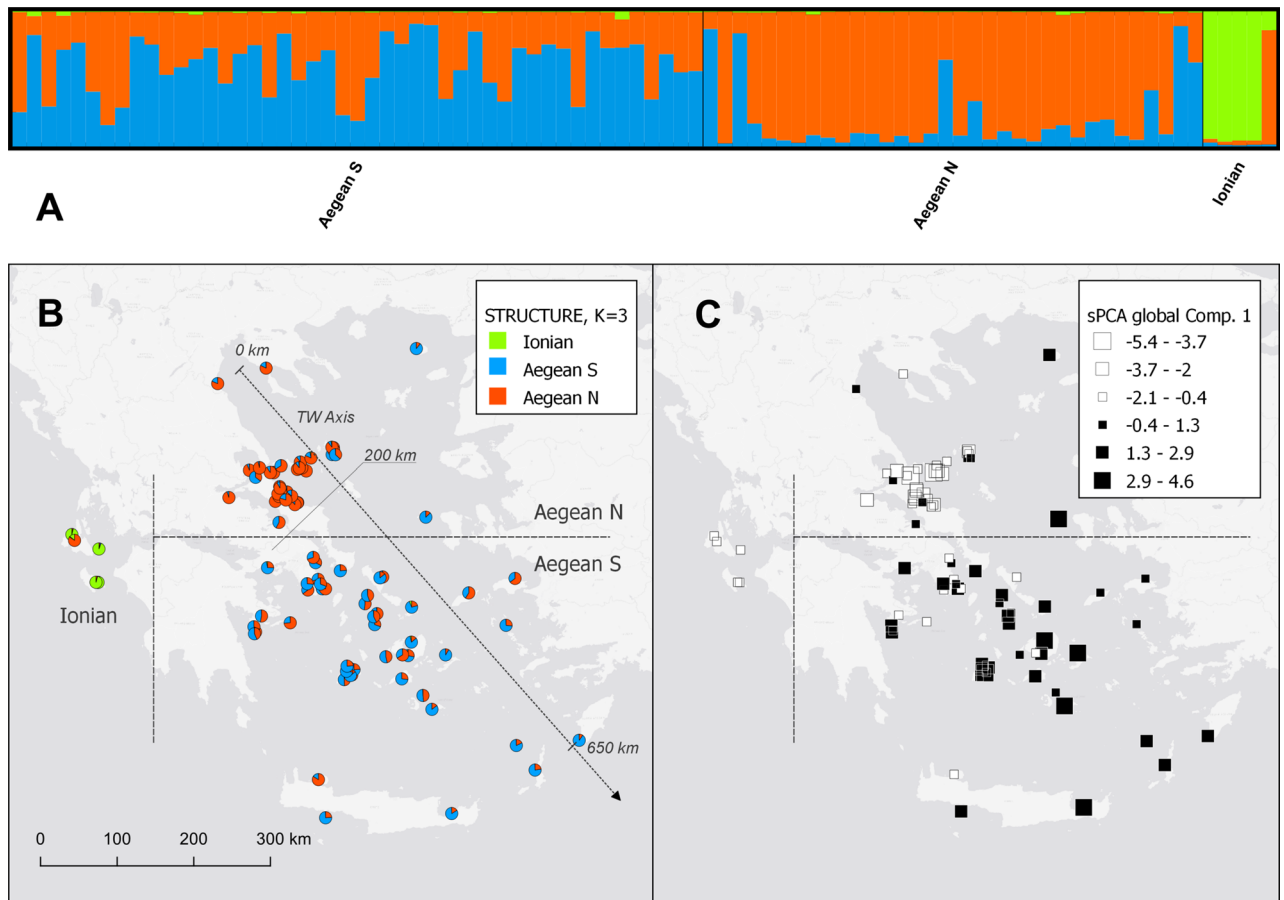 Aegean S
Aegean N
Ionian
A
B
STRUCTURE, K=3
Ionian
Aegean S
Aegean N
0 km
TW Axis
200 km
Aegean N
Aegean S
Ionian
650 km
0 100 200 300 km
C
sPCA global Comp. 1
-5.4 - -3.7
-3.7 - -2
-2.1 - -0.4
-0.4 - 1.3
1.3 - 2.9
2.9 - 4.6